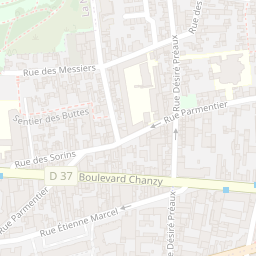 La N
Rue des
Rue des Messiers
Rue Désiré Préaux
Rue Parmentier
Sentier des Buttes
Rue des Sorins
D 37 Boulevard Chanzy
Rue Parmentier
Rue Étienne Marcel
Rue Désiré Préaux